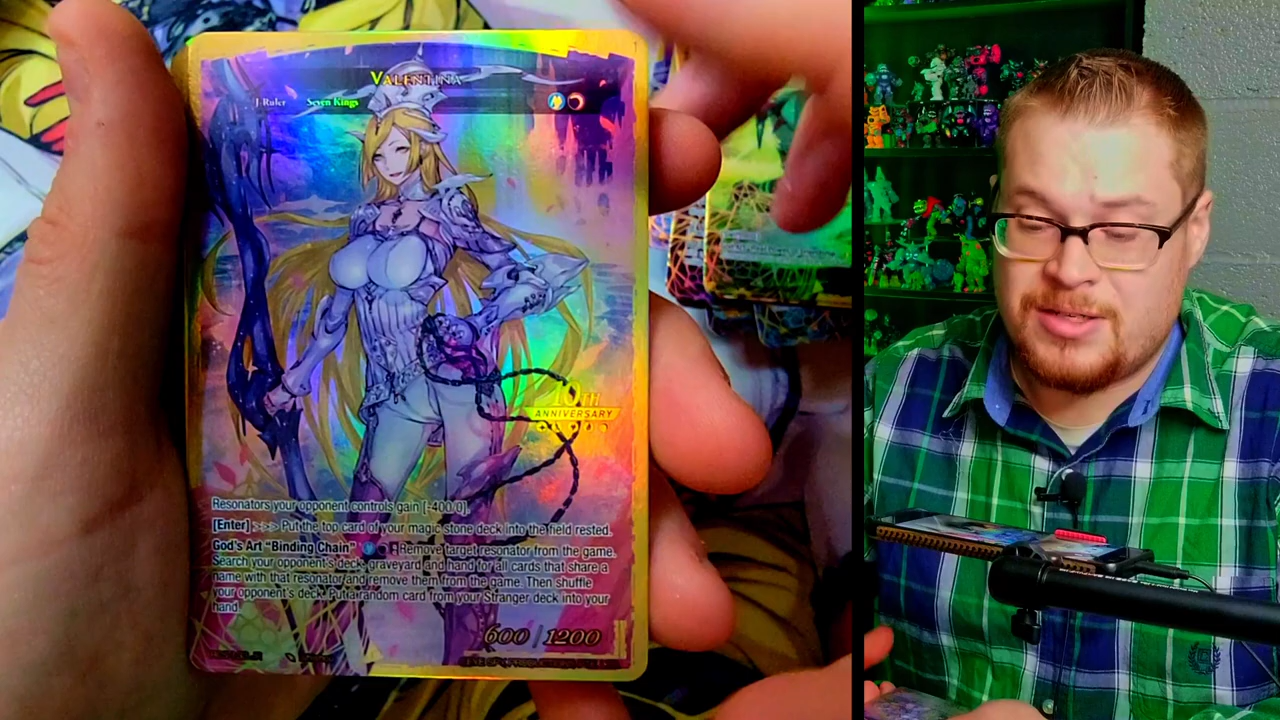 VALENTINA
J Ruler Seven Kings
10TH
ANNIVERSARY
Resonators your opponent controls gain [-400/0].
[Enter] >>> Put the top card of your magic stone deck into the field rested.
God's Art "Binding Chain" : Remove target resonator from the game.
Search your opponent's deck, graveyard and hand for all cards that share a
name with that resonator and remove them from the game. Then shuffle
your opponent's deck. Put a random card from your Stranger deck into your
hand.
600 / 1200